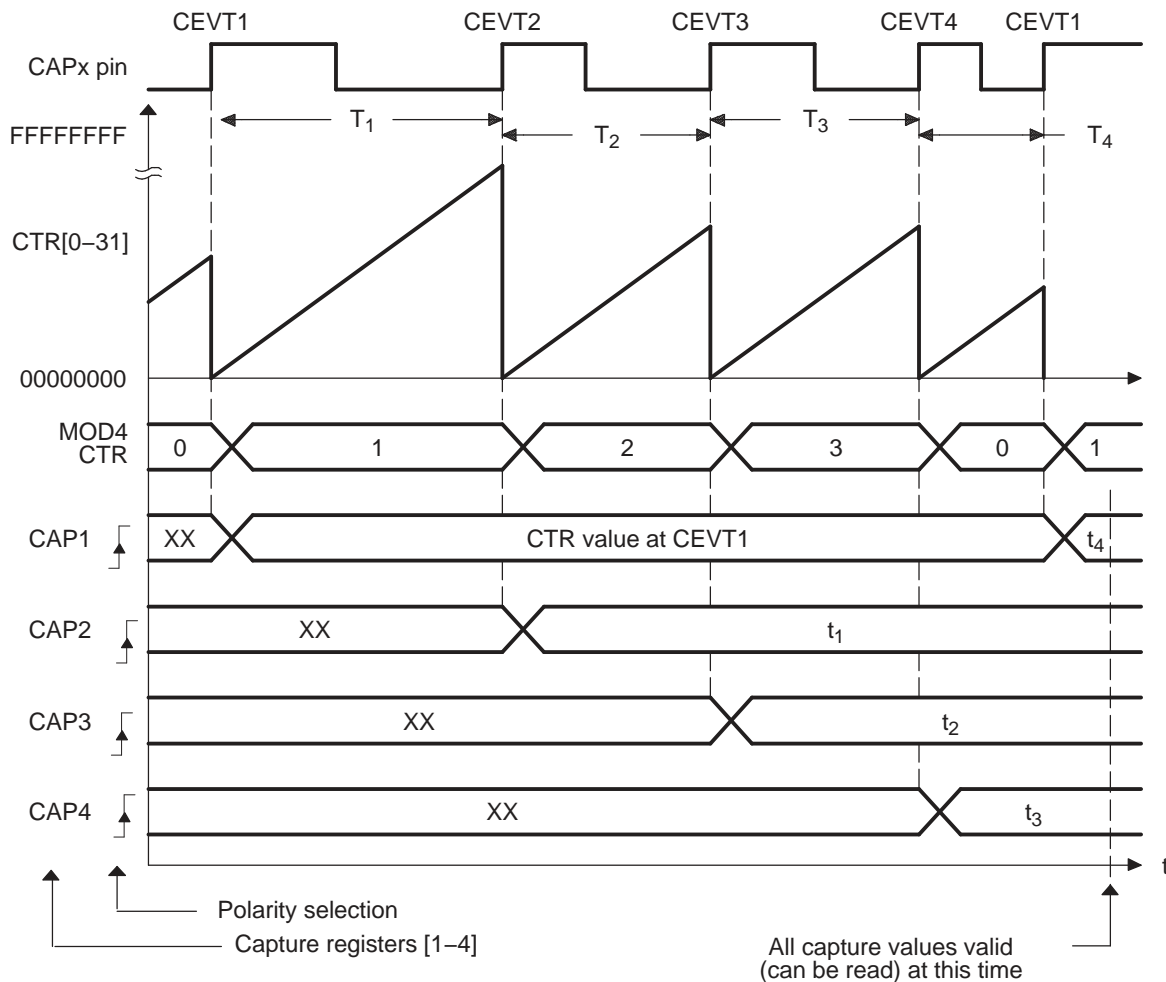 CEVT1 CEVT2 CEVT3 CEVT4 CEVT1
CAPx pin
T1 T3
FFFFFFFF T2 T4
CTR[0–31]
00000000
MOD4
CTR
0 1 2 3 0 1
CAP1 XX CTR value at CEVT1 t4
CAP2 XX t1
CAP3 XX t2
CAP4 XX t3
t
Polarity selection
Capture registers [1–4]
All capture values valid
(can be read) at this time